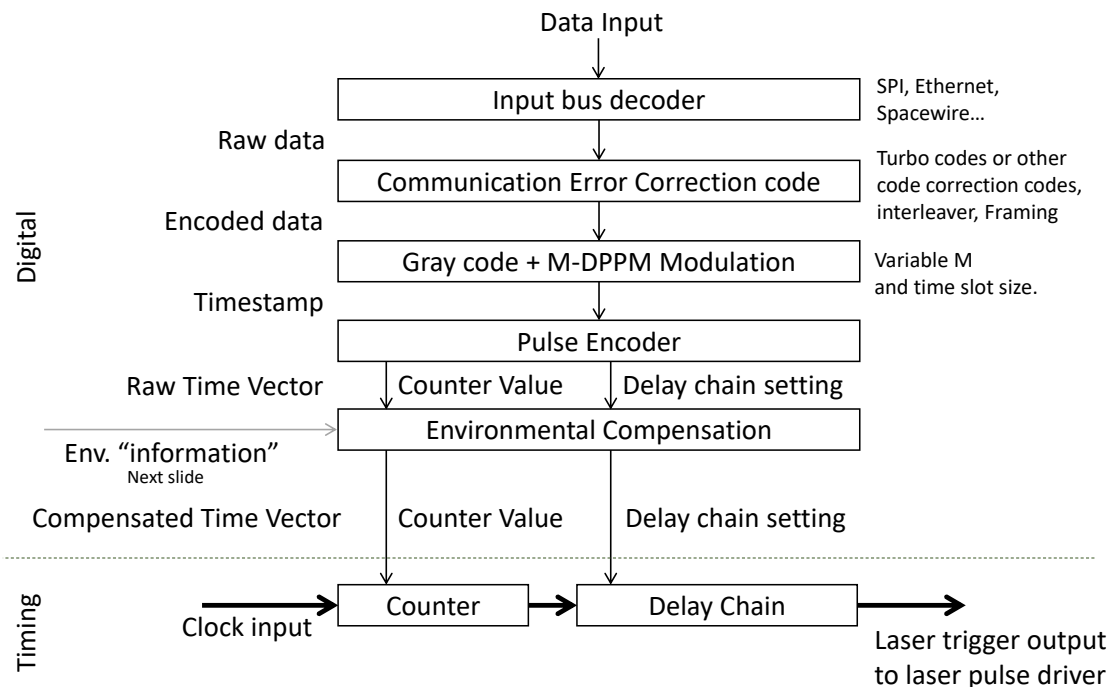 Data Input
Input bus decoder
SPI, Ethernet,
Spacewire…
Raw data
Communication Error Correction code
Turbo codes or other
code correction codes,
interleaver, Framing
Encoded data
Gray code + M-DPPM Modulation
Variable M
and time slot size.
Timestamp
Pulse Encoder
Raw Time Vector
Counter Value
Delay chain setting
Environmental Compensation
Env. “information”
Next slide
Compensated Time Vector
Counter Value
Delay chain setting
Digital
Timing
Clock input
Counter
Delay Chain
Laser trigger output
to laser pulse driver